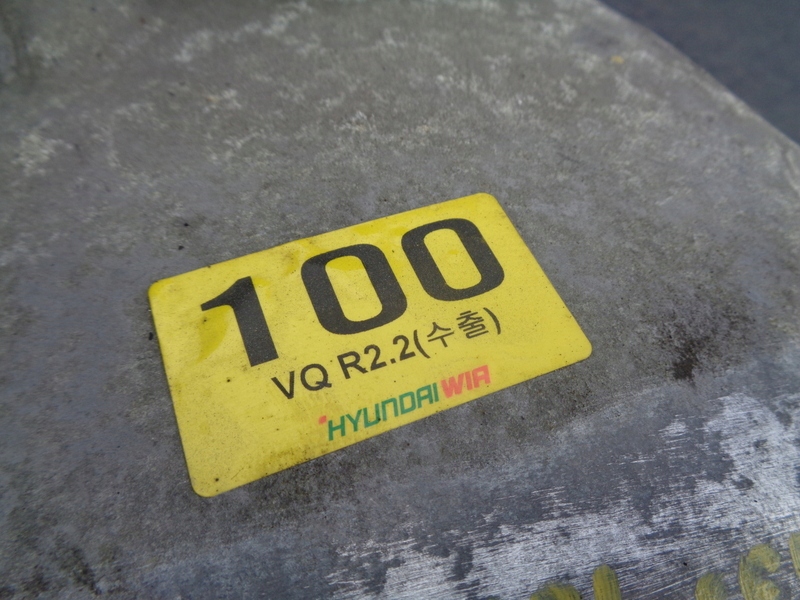 100
VQ R2.2(수출)
HYUNDAI WIA